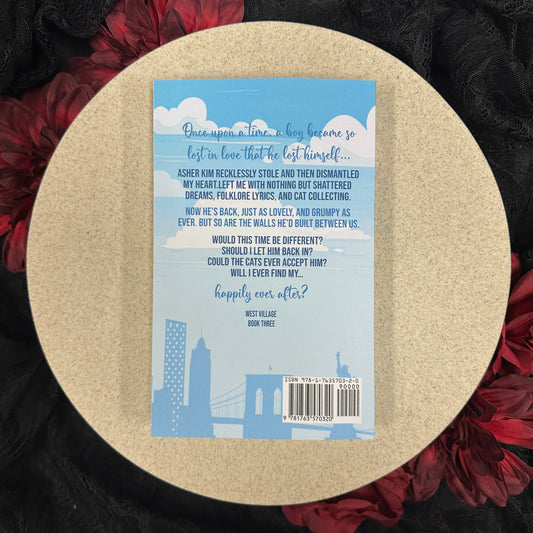 Once upon a time, a boy became so
lost in love that he lost himself...
ASHER KIM RECKLESSLY STOLE AND THEN DISMANTLED
MY HEART.LEFT ME WITH NOTHING BUT SHATTERED
DREAMS, FOLKLORE LYRICS, AND CAT COLLECTING.
NOW HE'S BACK, JUST AS LOVELY, AND GRUMPY AS
EVER. BUT SO ARE THE WALLS HE'D BUILT BETWEEN US.
WOULD THIS TIME BE DIFFERENT?
SHOULD I LET HIM BACK IN?
COULD THE CATS EVER ACCEPT HIM?
WILL I EVER FIND MY...
happily ever after?
WEST VILLAGE
BOOK THREE
ISBN 978-1-7635703-2-0
90000
9 781763 570320